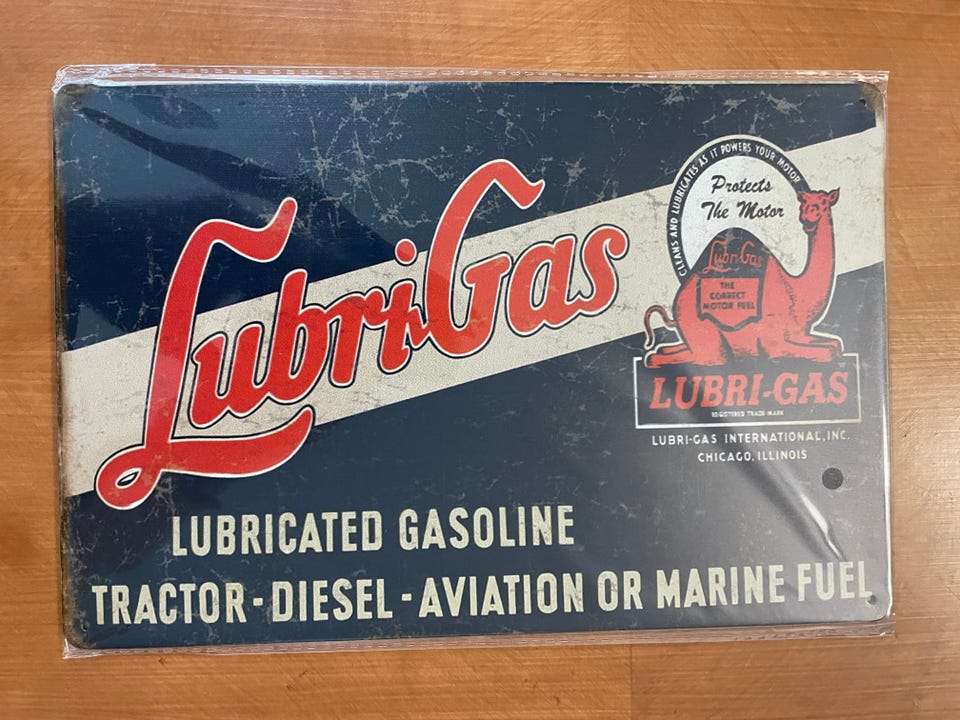 Lubri-Gas
CLEANS AND LUBRICATES AS IT POWERS YOUR MOTOR
Protects
The Motor
Lubri-Gas
THE
CORRECT
MOTOR FUEL
LUBRI-GAS
REGISTERED TRADE MARK
LUBRI-GAS INTERNATIONAL, INC.
CHICAGO, ILLINOIS
LUBRICATED GASOLINE
TRACTOR - DIESEL - AVIATION OR MARINE FUEL